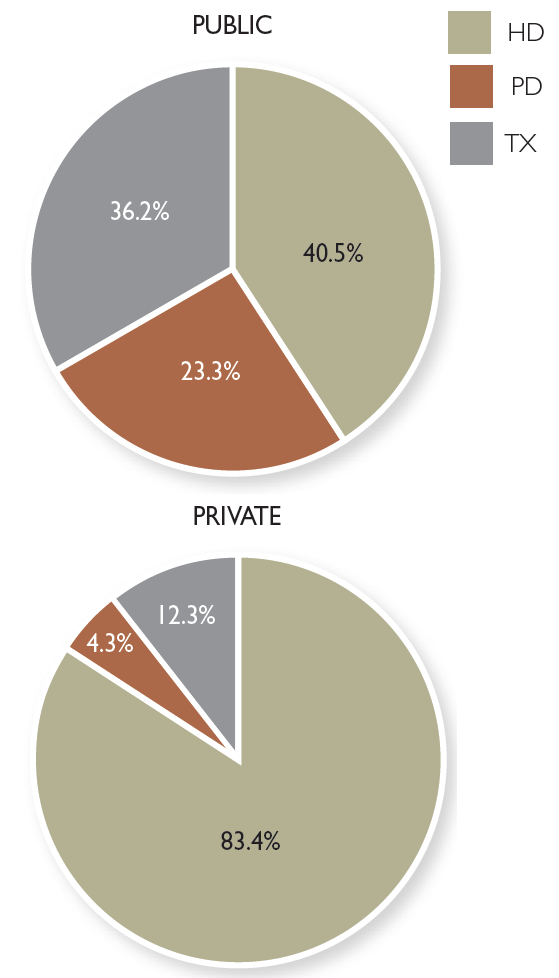 PUBLIC
HD
PD
TX
36.2%
40.5%
23.3%
PRIVATE
12.3%
4.3%
83.4%